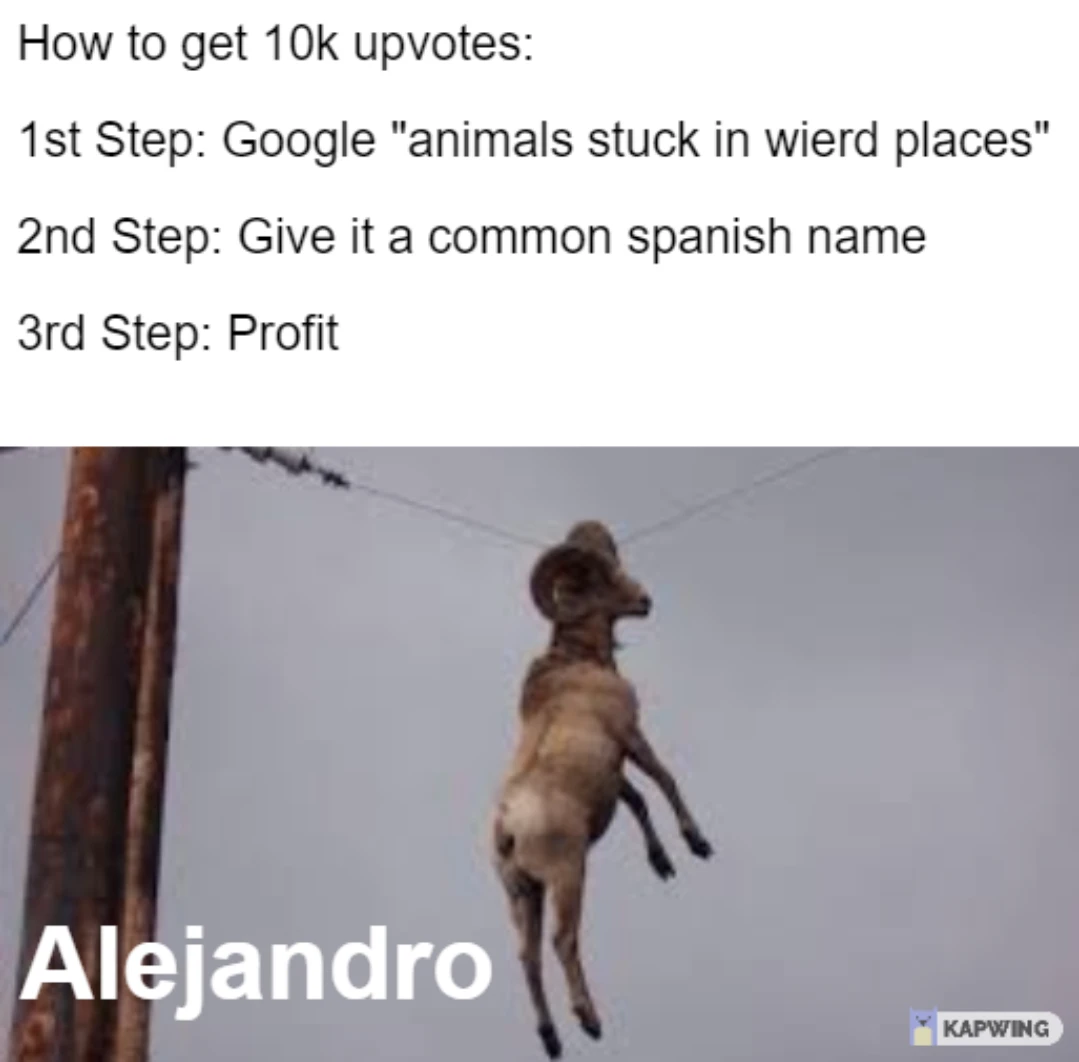 How to get 10k upvotes:
1st Step: Google "animals stuck in wierd places"
2nd Step: Give it a common spanish name
3rd Step: Profit
Alejandro
KAPWING